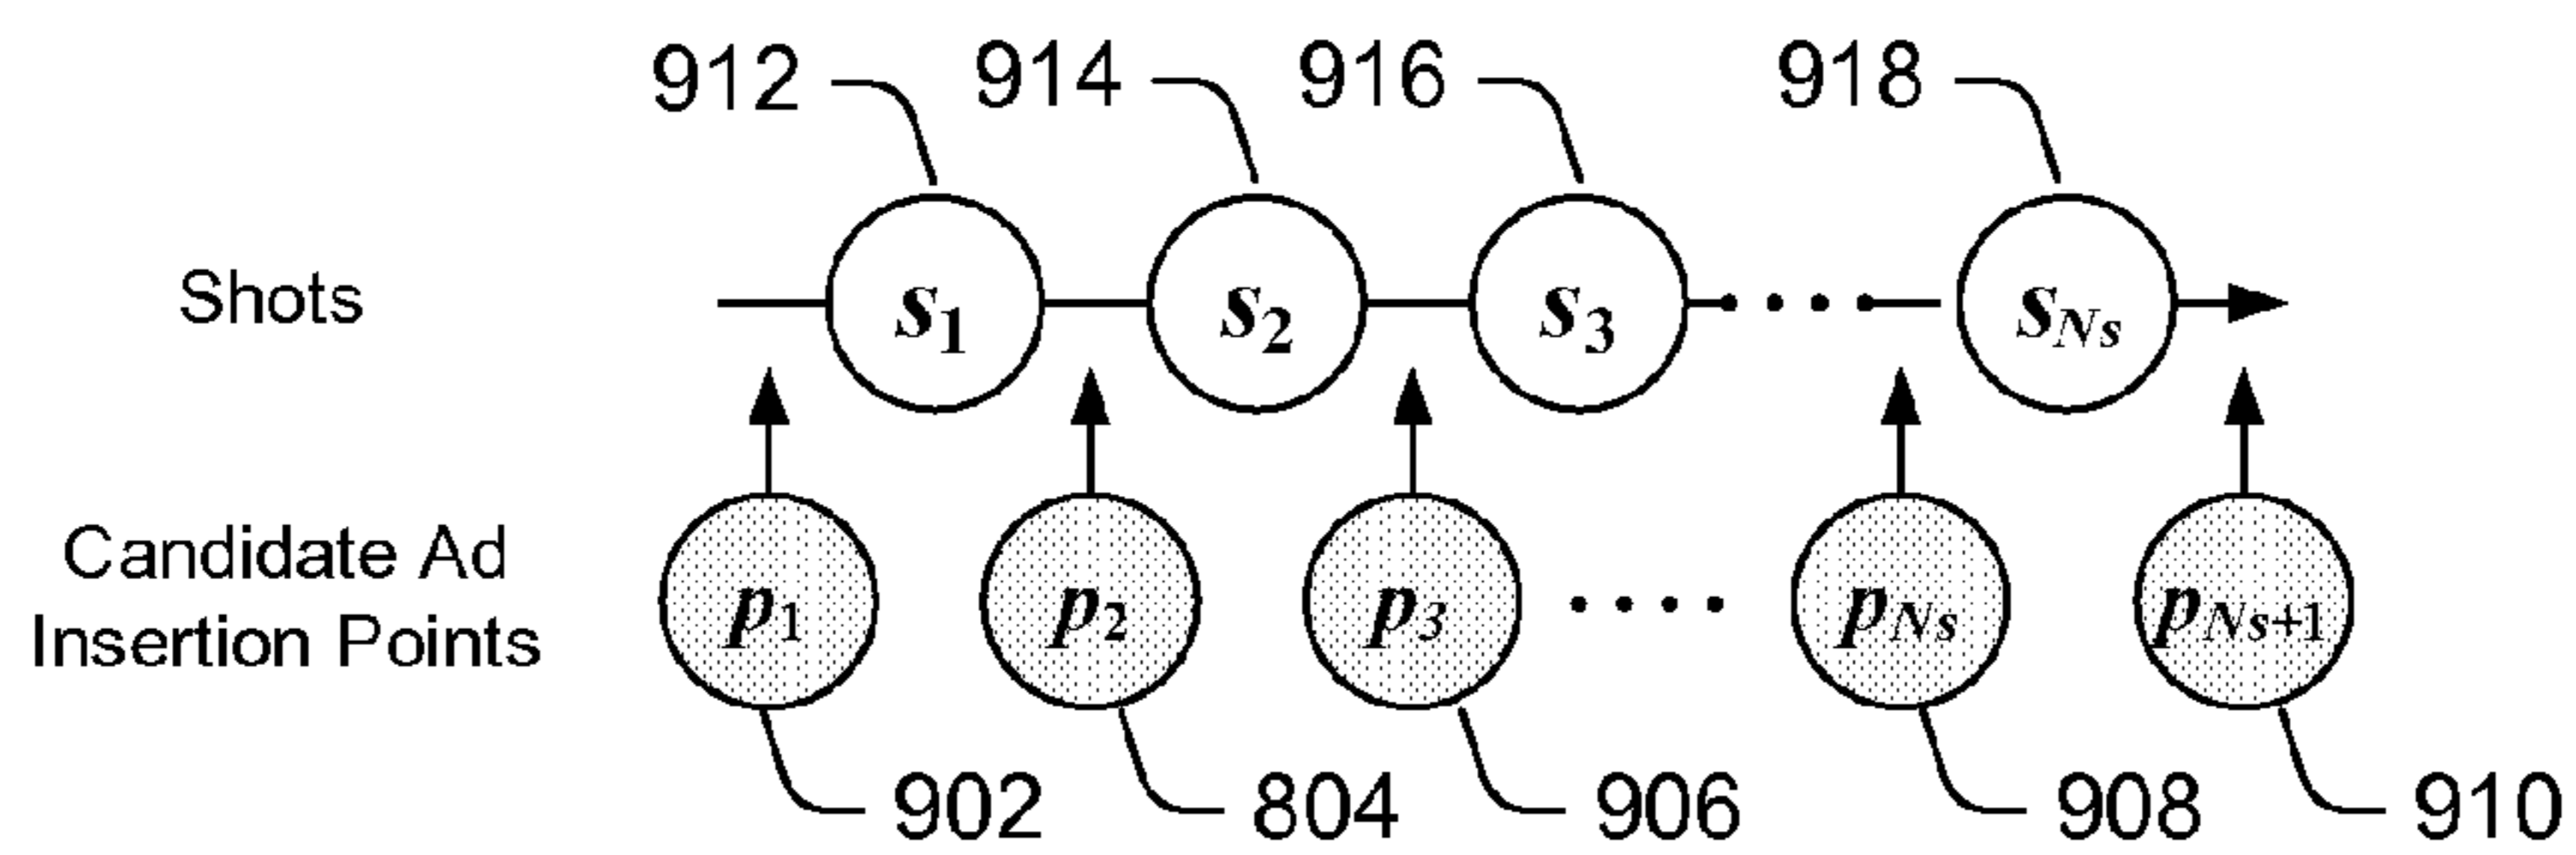 912 914 916 918
Shots s1 s2 s3 sNs
Candidate Ad
Insertion Points
p1 p2 p3 pNs pNs+1
902 804 906 908 910